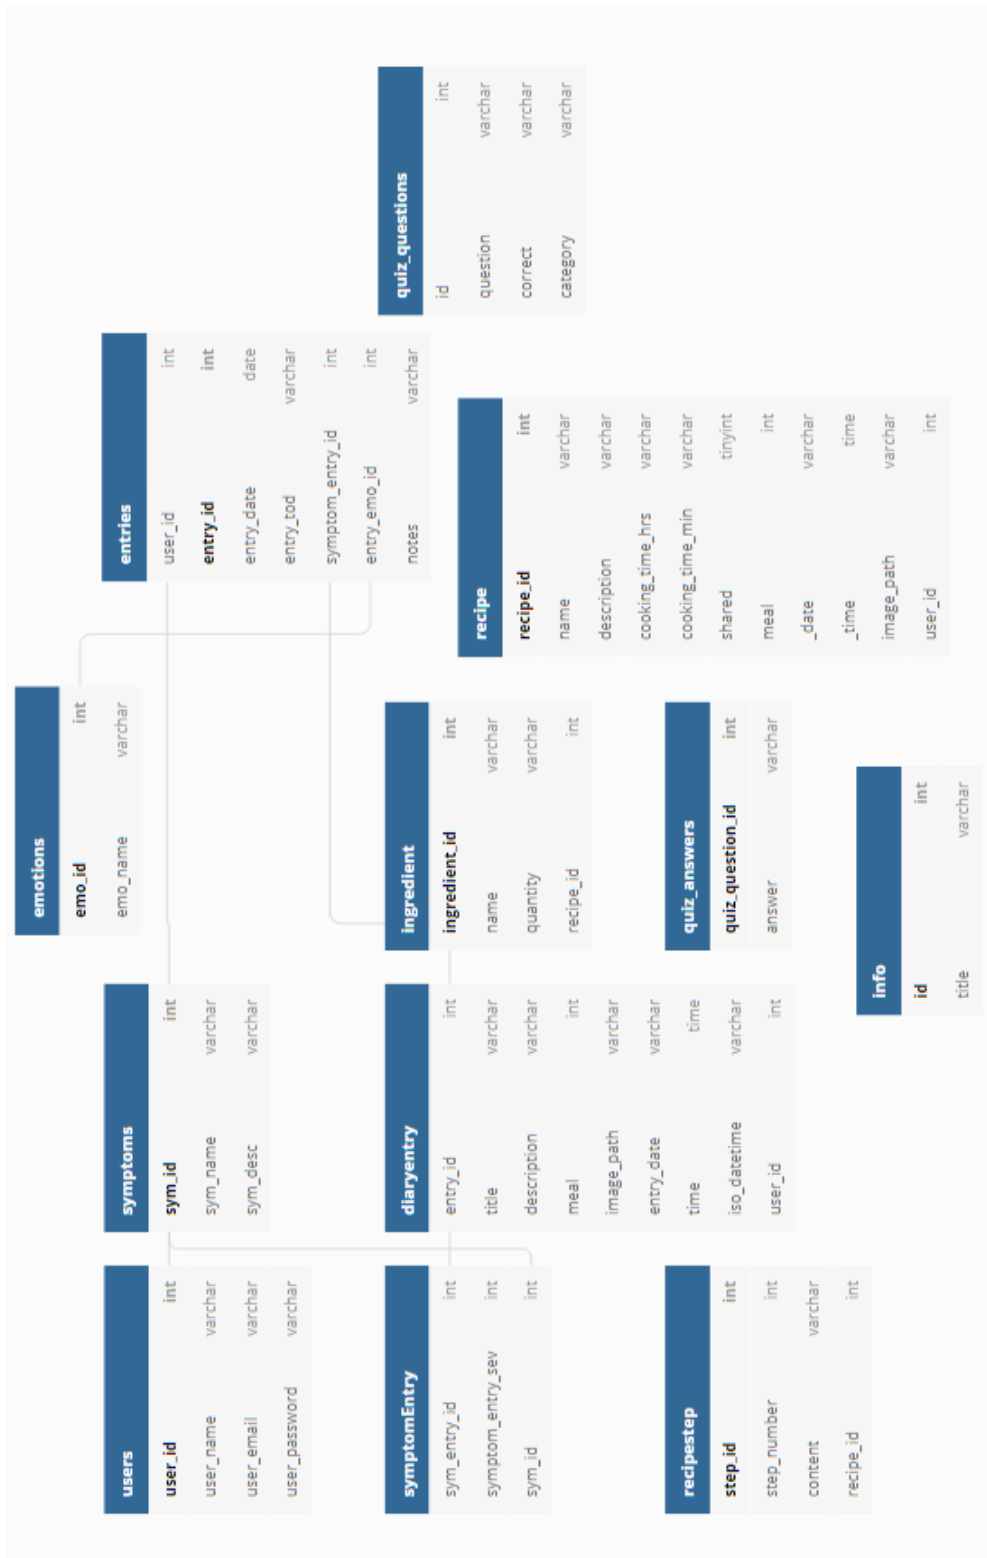 emotions
emo_id int
emo_name varchar
users
user_id int
user_name varchar
user_email varchar
user_password varchar
symptoms
sym_id int
sym_name varchar
sym_desc varchar
entries
user_id int
entry_id int
entry_date date
entry_tod varchar
symptom_entry_id int
entry_emo_id int
notes varchar
symptomEntry
sym_entry_id int
symptom_entry_sev int
sym_id int
diaryentry
entry_id int
title varchar
description varchar
meal int
image_path varchar
entry_date varchar
time time
iso_datetime varchar
user_id int
ingredient
ingredient_id int
name varchar
quantity varchar
recipe_id int
recipe
recipe_id int
name varchar
description varchar
cooking_time_hrs varchar
cooking_time_min varchar
shared tinyint
meal int
_date varchar
_time time
image_path varchar
user_id int
quiz_questions
id int
question varchar
correct varchar
category varchar
recipestep
step_id int
step_number int
content varchar
recipe_id int
quiz_answers
quiz_question_id int
answer varchar
info
id int
title varchar